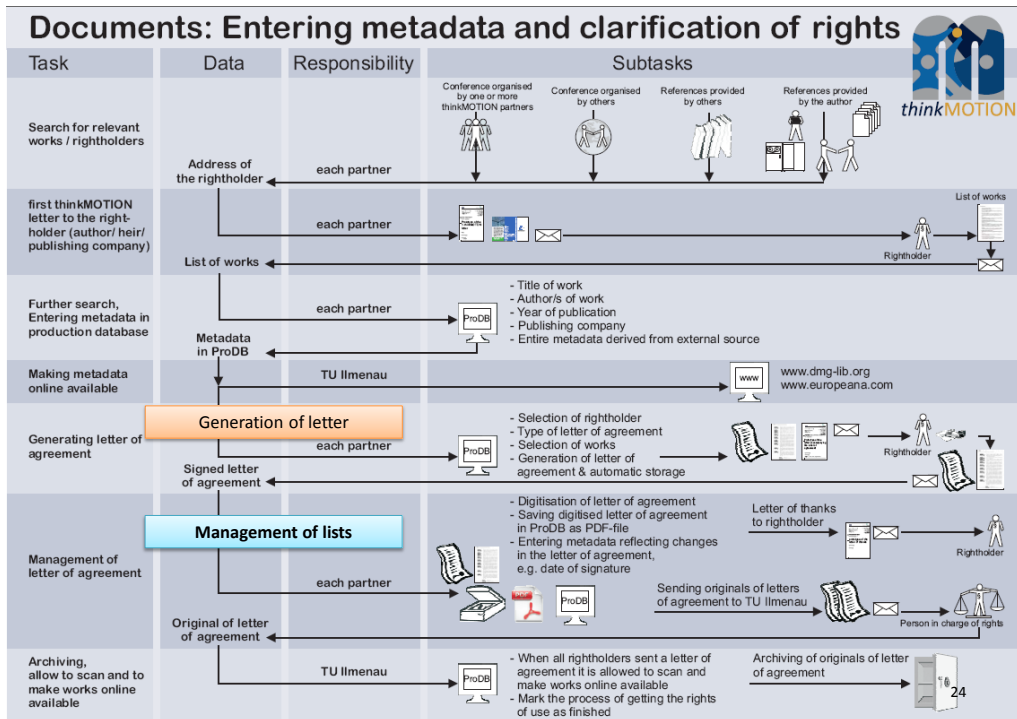 Documents: Entering metadata and clarification of rights
thinkMOTION
Task
Data
Responsibility
Subtasks
Search for relevant
works / rightholders
Conference organised
by one or more
thinkMOTION partners
Conference organised
by others
References provided
by others
References provided
by the author
Address of
the rightholder
each partner
first thinkMOTION
letter to the right-
holder (author/ heir/
publishing company)
each partner
Rightholder
List of works
List of works
Further search,
Entering metadata in
production database
each partner
ProDB
- Title of work
- Author/s of work
- Year of publication
- Publishing company
- Entire metadata derived from external source
Metadata
in ProDB
Making metadata
online available
TU Ilmenau
www
www.dmg-lib.org
www.europeana.com
Generation of letter
Generating letter of
agreement
each partner
ProDB
- Selection of rightholder
- Type of letter of agreement
- Selection of works
- Generation of letter of
agreement & automatic storage
Rightholder
Signed letter
of agreement
Management of lists
Management of
letter of agreement
each partner
- Digitisation of letter of agreement
- Saving digitised letter of agreement
in ProDB as PDF-file
- Entering metadata reflecting changes
in the letter of agreement,
e.g. date of signature
PDF
ProDB
Letter of thanks
to rightholder
Rightholder
Sending originals of letters
of agreement to TU Ilmenau
Person in charge of rights
Original of letter
of agreement
Archiving,
allow to scan and to
make works online
available
TU Ilmenau
ProDB
- When all rightholders sent a letter of
agreement it is allowed to scan and
make works online available
- Mark the process of getting the rights
of use as finished
Archiving of originals of letter
of agreement
24